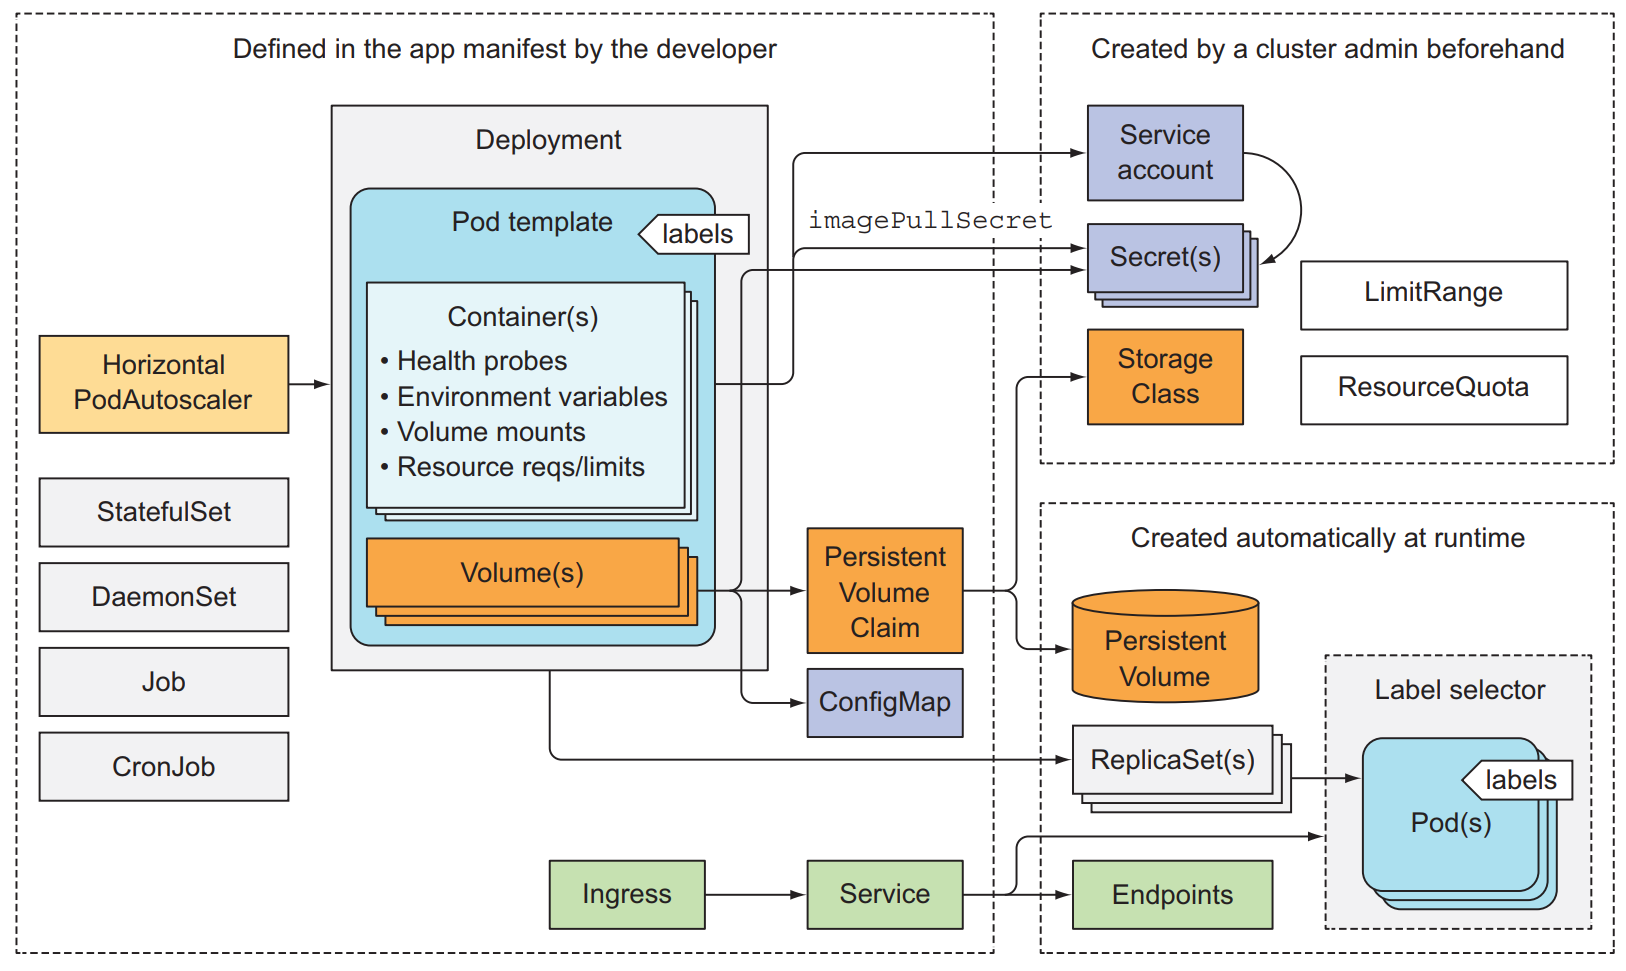 Defined in the app manifest by the developer
Deployment
Pod template
labels
Container(s)
• Health probes
• Environment variables
• Volume mounts
• Resource reqs/limits
Volume(s)
Horizontal
PodAutoscaler
StatefulSet
DaemonSet
Job
CronJob
Persistent
Volume
Claim
ConfigMap
Ingress
Service
imagePullSecret
Created by a cluster admin beforehand
Service
account
Secret(s)
Storage
Class
LimitRange
ResourceQuota
Created automatically at runtime
Persistent
Volume
ReplicaSet(s)
Endpoints
Label selector
labels
Pod(s)